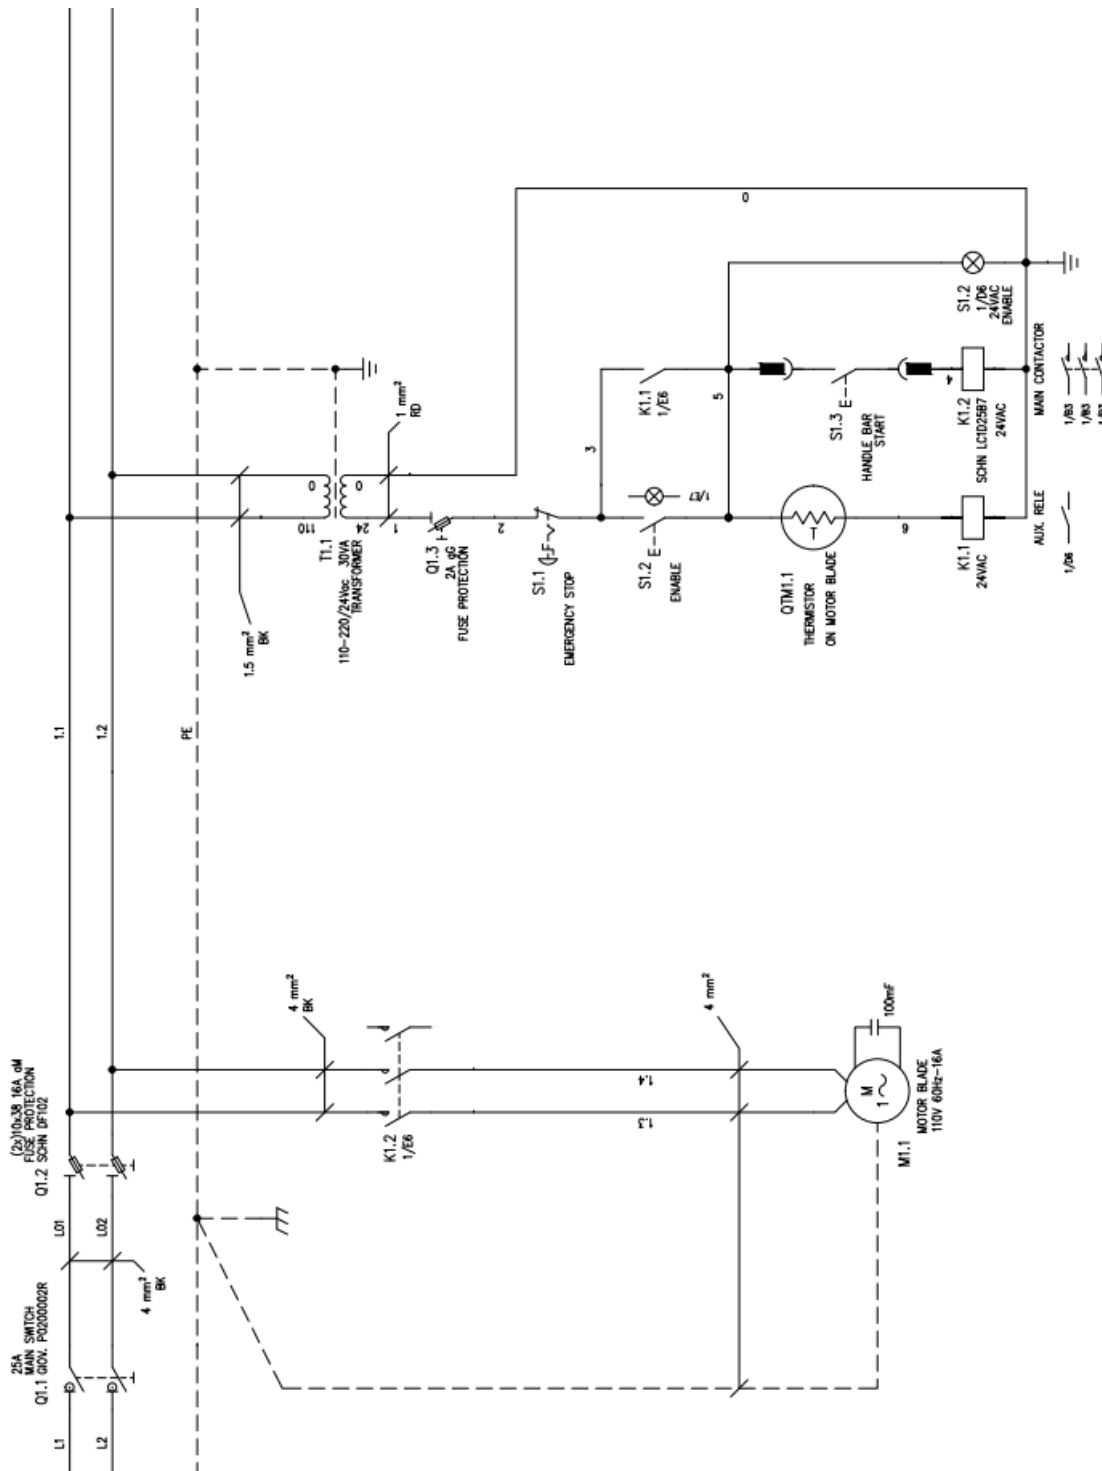 0
S1.2
1/D6
24VAC
ENABLE
1 mm²
RD
K1.1
1/E6
3
5
S1.3
HANDLE BAR
START
4
K1.2
SCHN LC1D25B7
24VAC
MAIN CONTACTOR
1/B3
1/B3
0
0
110
24
1
T1.1
110-220/24Vac 30VA
TRANSFORMER
Q1.3
2A gG
FUSE PROTECTION
2
S1.1
EMERGENCY STOP
1/E7
S1.2
ENABLE
QTM1.1
THERMISTOR
ON MOTOR BLADE
T
6
K1.1
24VAC
AUX. RELE
1/D6
1.5 mm²
BK
1.1
1.2
PE
4 mm²
BK
4 mm²
100mF
1.4
1.3
K1.2
1/E6
M
1
MOTOR BLADE
110V 60Hz-16A
M1.1
(2x)10x38 16A aM
FUSE PROTECTION
Q1.2 SCHN DF102
L01
L02
4 mm²
BK
25A
MAIN SWITCH
Q1.1 GIOV. P0200002R
L1
L2